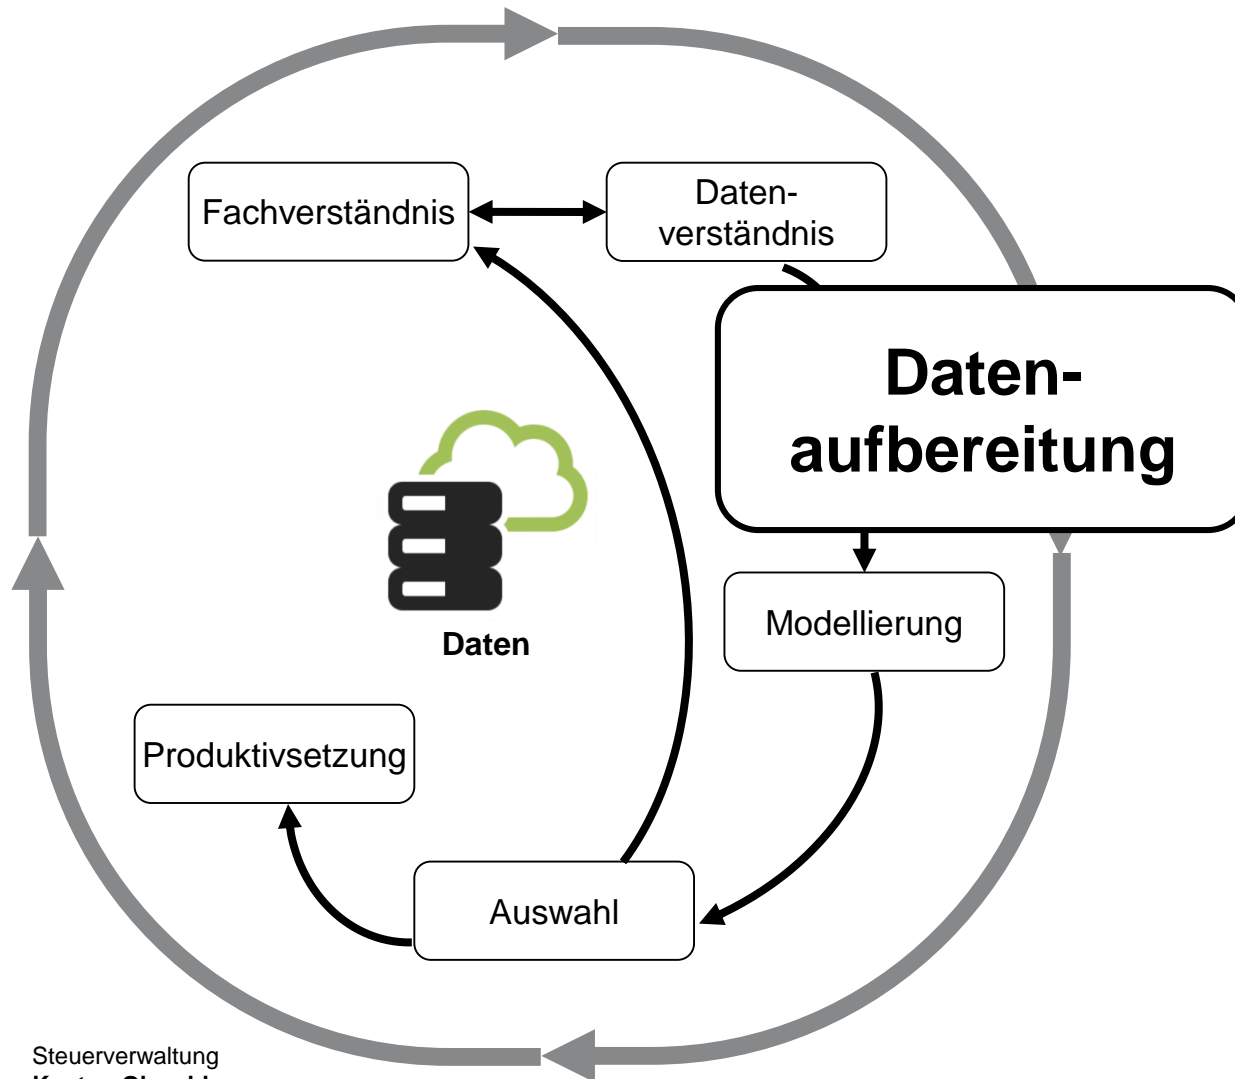 Fachverständnis
Daten-
verständnis
Daten-
aufbereitung
Modellierung
Daten
Produktivsetzung
Auswahl
Steuerverwaltung